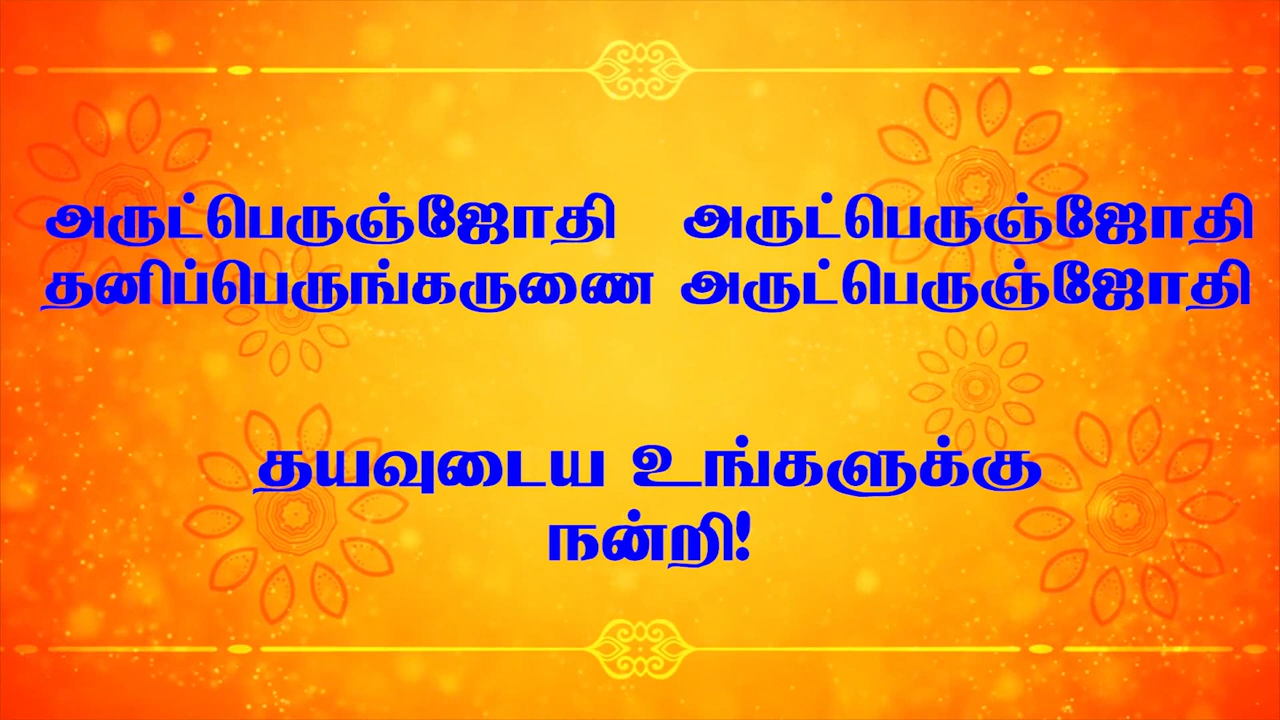 அருட்பெருஞ்ஜோதி அருட்பெருஞ்ஜோதி
தனிப்பெருங்கருணை அருட்பெருஞ்ஜோதி
தயவுடைய உங்களுக்கு
நன்றி!